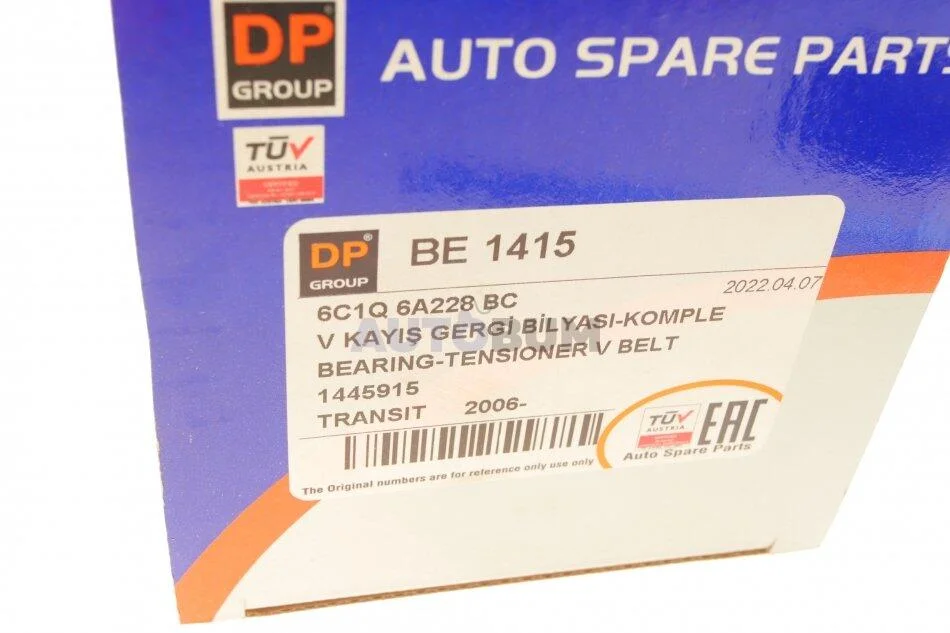 DP®
GROUP
AUTO SPARE PARTS
TÜV
AUSTRIA
DP®
GROUP
BE 1415
2022.04.07
6C1Q 6A228 BC
V KAYIŞ GERGİ BİLYASI-KOMPLE
BEARING-TENSIONER V BELT
1445915
TRANSIT 2006-
TÜV
AUSTRIA
EAC
Auto Spare Parts
The Original numbers are for reference only use only
AUTOBUM